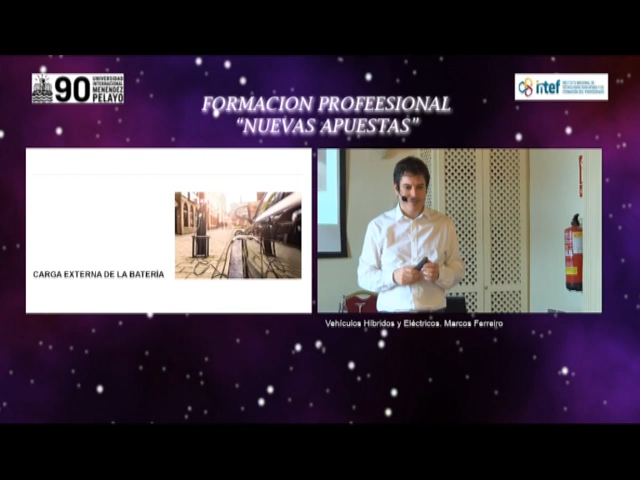 90
UNIVERSIDAD
INTERNACIONAL
MENÉNDEZ
PELAYO
intef
FORMACION PROFEESIONAL
“NUEVAS APUESTAS”
CARGA EXTERNA DE LA BATERÍA
Vehículos Híbridos y Eléctricos. Marcos Ferreiro